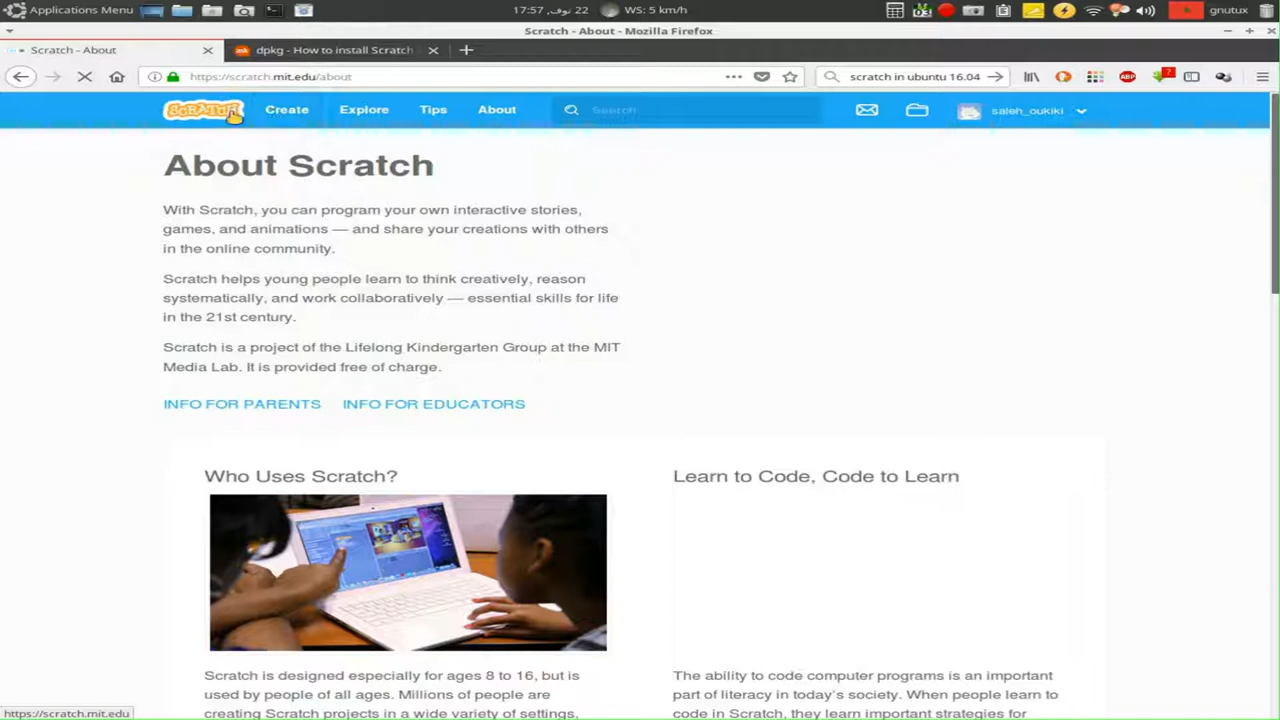 Applications Menu
17:57 ,نوف 22
WS: 5 km/h
gnutux
Scratch - About - Mozilla Firefox
Scratch - About
dpkg - How to install Scratch
https://scratch.mit.edu/about
scratch in ubuntu 16.04
ABP
?
SCRATCH
Create
Explore
Tips
About
Search
saleh_oukiki
About Scratch
With Scratch, you can program your own interactive stories,
games, and animations — and share your creations with others
in the online community.
Scratch helps young people learn to think creatively, reason
systematically, and work collaboratively — essential skills for life
in the 21st century.
Scratch is a project of the Lifelong Kindergarten Group at the MIT
Media Lab. It is provided free of charge.
INFO FOR PARENTS
INFO FOR EDUCATORS
Who Uses Scratch?
Scratch is designed especially for ages 8 to 16, but is
used by people of all ages. Millions of people are
creating Scratch projects in a wide variety of settings,
Learn to Code, Code to Learn
The ability to code computer programs is an important
part of literacy in today's society. When people learn to
code in Scratch, they learn important strategies for
https://scratch.mit.edu